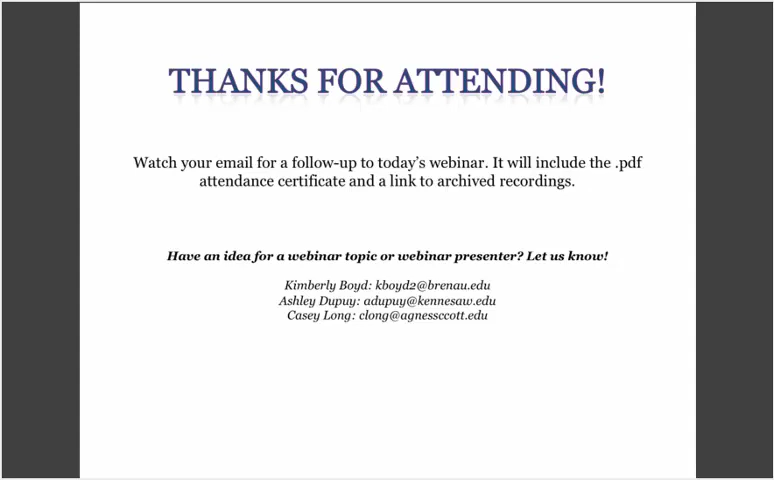 THANKS FOR ATTENDING!
Watch your email for a follow-up to today's webinar. It will include the .pdf
attendance certificate and a link to archived recordings.
Have an idea for a webinar topic or webinar presenter? Let us know!
Kimberly Boyd: kboyd2@brenau.edu
Ashley Dupuy: adupuy@kennesaw.edu
Casey Long: clong@agnessccott.edu